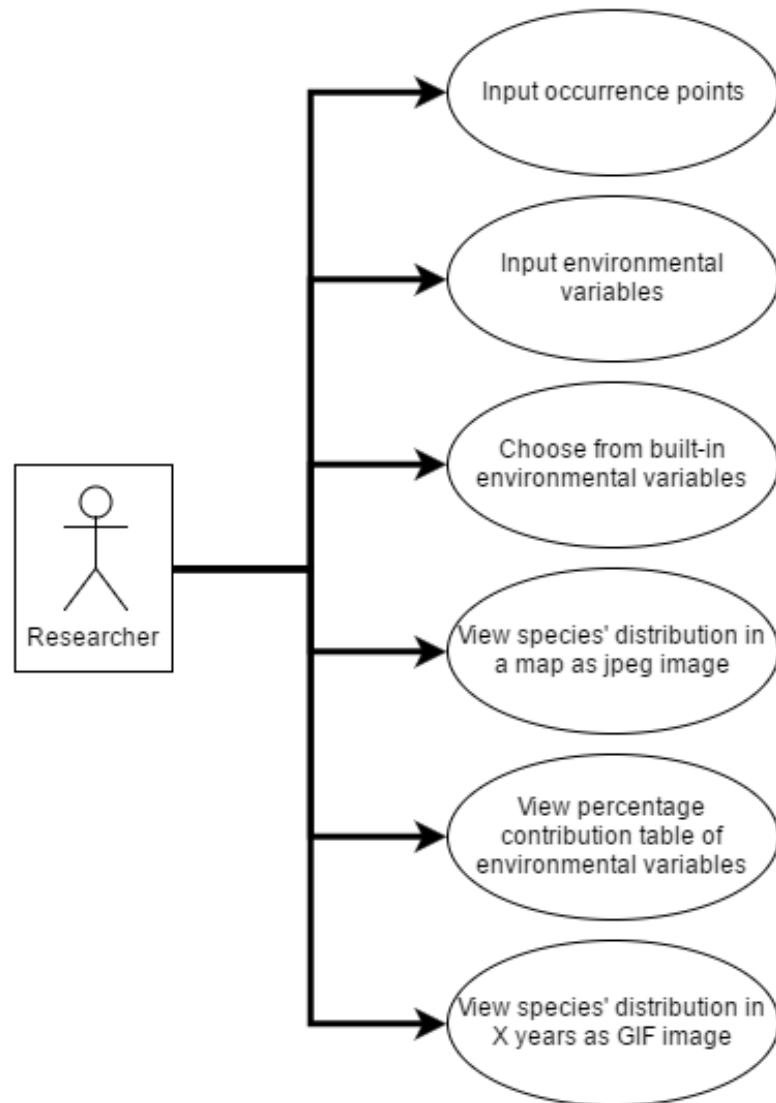 Input occurrence points
Input environmental
variables
Choose from built-in
environmental variables
Researcher
View species' distribution in
a map as jpeg image
View percentage
contribution table of
environmental variables
View species' distribution in
X years as GIF image